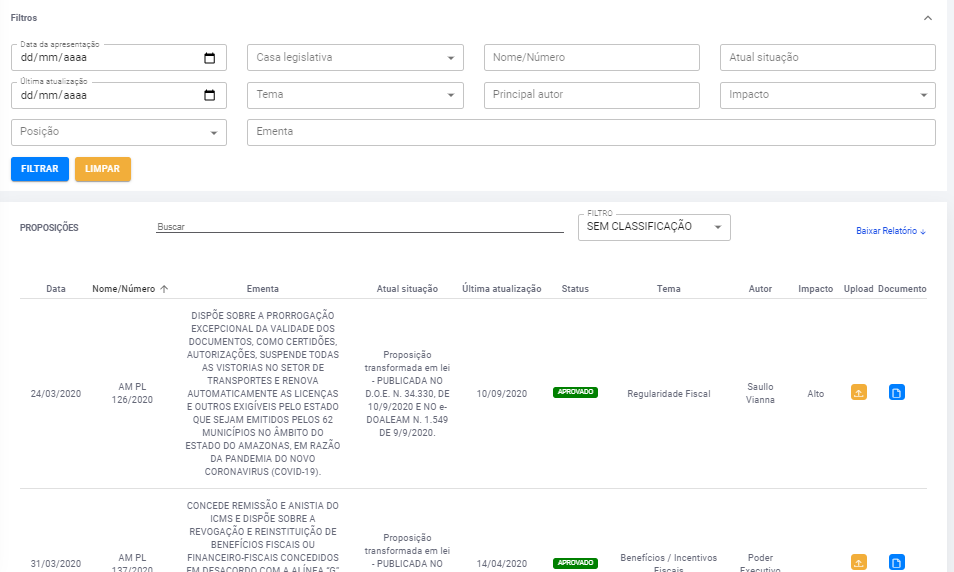 Filtros
Data da apresentação
dd/mm/aaaa
Casa legislativa
Nome/Número
Atual situação
Última atualização
dd/mm/aaaa
Tema
Principal autor
Impacto
Posição
Ementa
FILTRAR
LIMPAR
PROPOSIÇÕES
Buscar
FILTRO
SEM CLASSIFICAÇÃO
Baixar Relatório ↓
Data
Nome/Número ↑
Ementa
Atual situação
Última atualização
Status
Tema
Autor
Impacto
Upload
Documento
24/03/2020
AM PL
126/2020
DISPÕE SOBRE A PRORROGAÇÃO
EXCEPCIONAL DA VALIDADE DOS
DOCUMENTOS, COMO CERTIDÕES,
AUTORIZAÇÕES, SUSPENDE TODAS
AS VISTORIAS NO SETOR DE
TRANSPORTES E RENOVA
AUTOMATICAMENTE AS LICENÇAS
E OUTROS EXIGÍVEIS PELO ESTADO
QUE SEJAM EMITIDOS PELOS 62
MUNICÍPIOS NO ÂMBITO DO
ESTADO DO AMAZONAS, EM RAZÃO
DA PANDEMIA DO NOVO
CORONAVIRUS (COVID-19).
Proposição
transformada em lei
- PUBLICADA NO
D.O.E. N. 34.330, DE
10/9/2020 E NO e-
DOALEAM N. 1.549
DE 9/9/2020.
10/09/2020
APROVADO
Regularidade Fiscal
Saullo
Vianna
Alto
31/03/2020
AM PL
137/2020
CONCEDE REMISSÃO E ANISTIA DO
ICMS E DISPÕE SOBRE A
REVOGAÇÃO E REINSTITUIÇÃO DE
BENEFÍCIOS FISCAIS OU
FINANCEIRO-FISCAIS CONCEDIDOS
EM DESACORDO COM A ALÍNEA "G"
Proposição
transformada em lei
- PUBLICADA NO
14/04/2020
APROVADO
Benefícios / Incentivos
Fiscais
Poder
Executivo